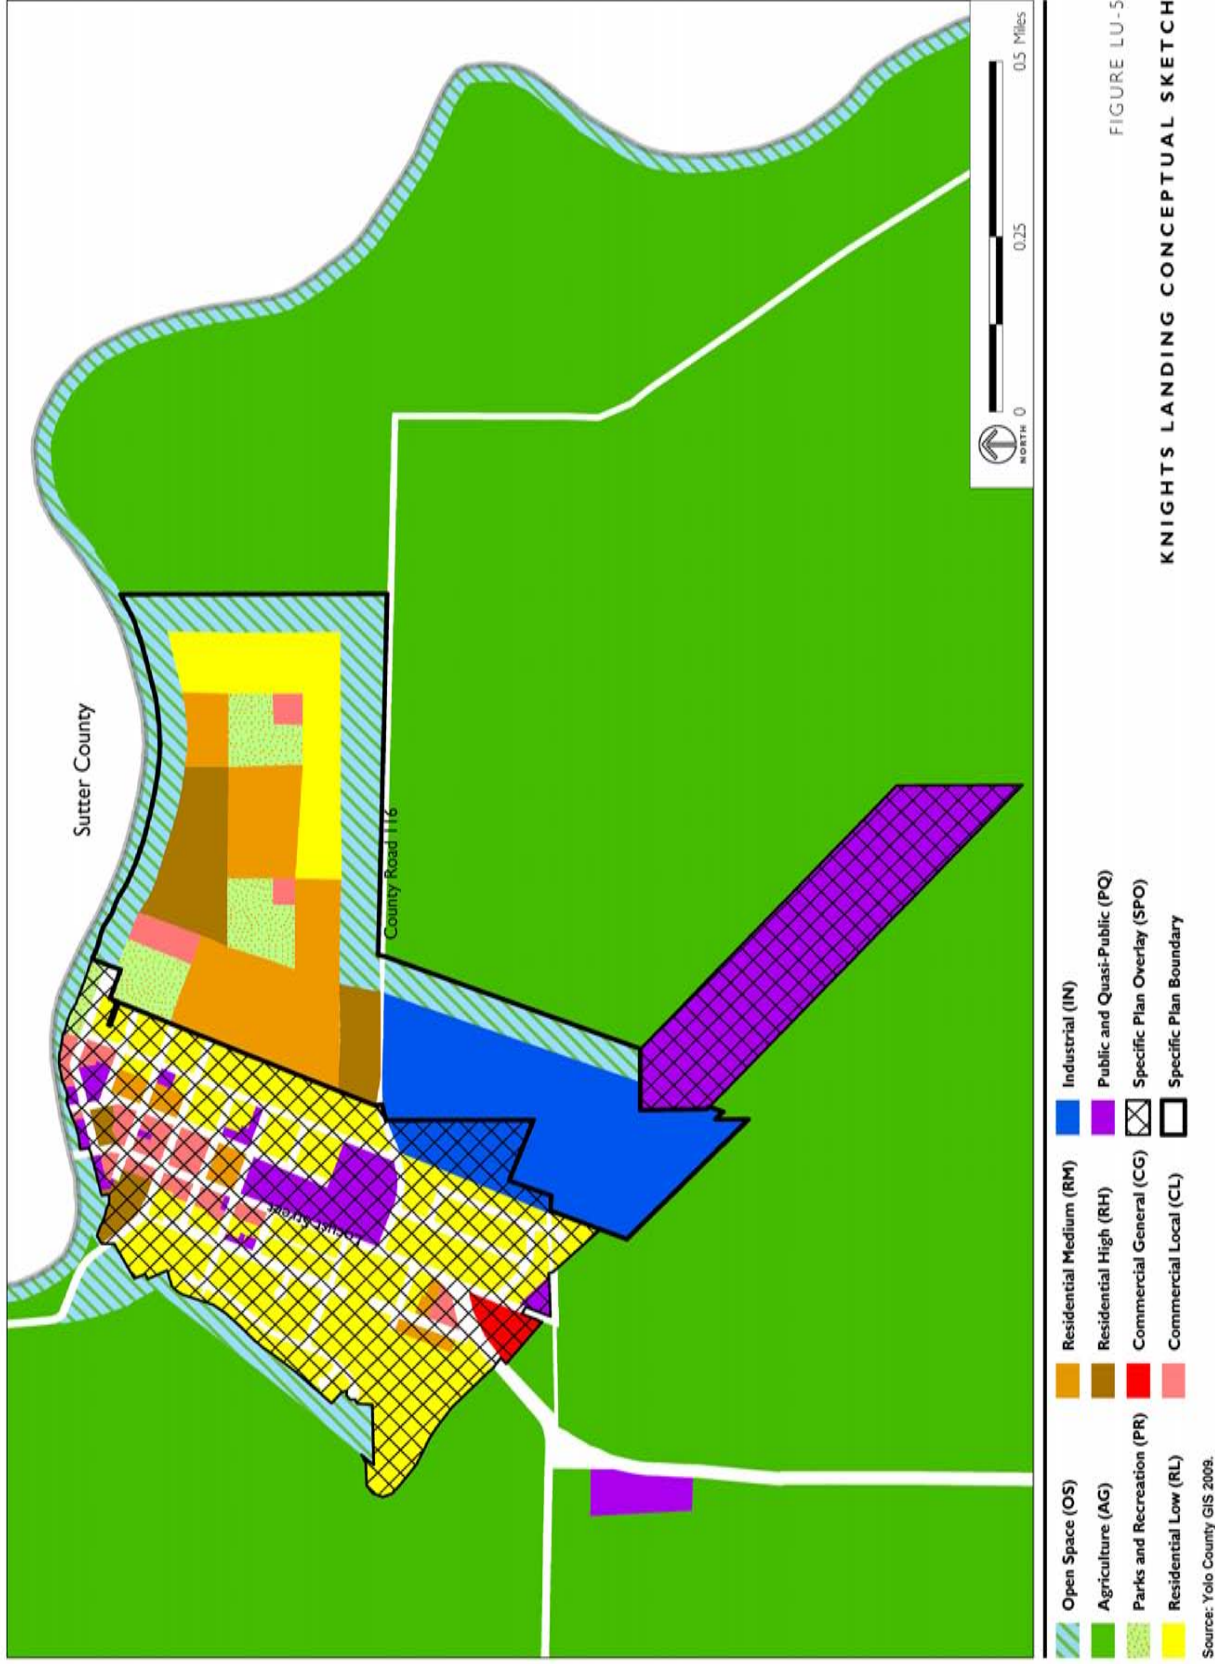 Sutter County
County Road 116
Locust Street
NORTH
0 0.25 0.5 Miles
Open Space (OS)
Agriculture (AG)
Parks and Recreation (PR)
Residential Low (RL)
Residential Medium (RM)
Residential High (RH)
Commercial General (CG)
Commercial Local (CL)
Industrial (IN)
Public and Quasi-Public (PQ)
Specific Plan Overlay (SPO)
Specific Plan Boundary
Source: Yolo County GIS 2009.
FIGURE LU-5
KNIGHTS LANDING CONCEPTUAL SKETCH